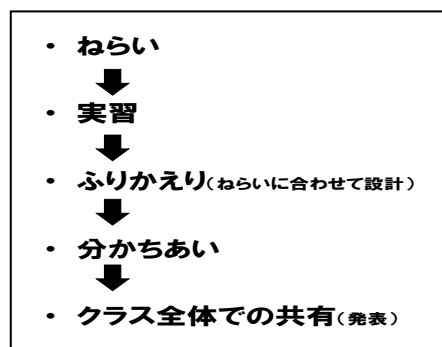 ・ ねらい
・ 実習
・ ふりかえり(ねらいに合わせて設計)
・ 分かちあい
・ クラス全体での共有(発表)